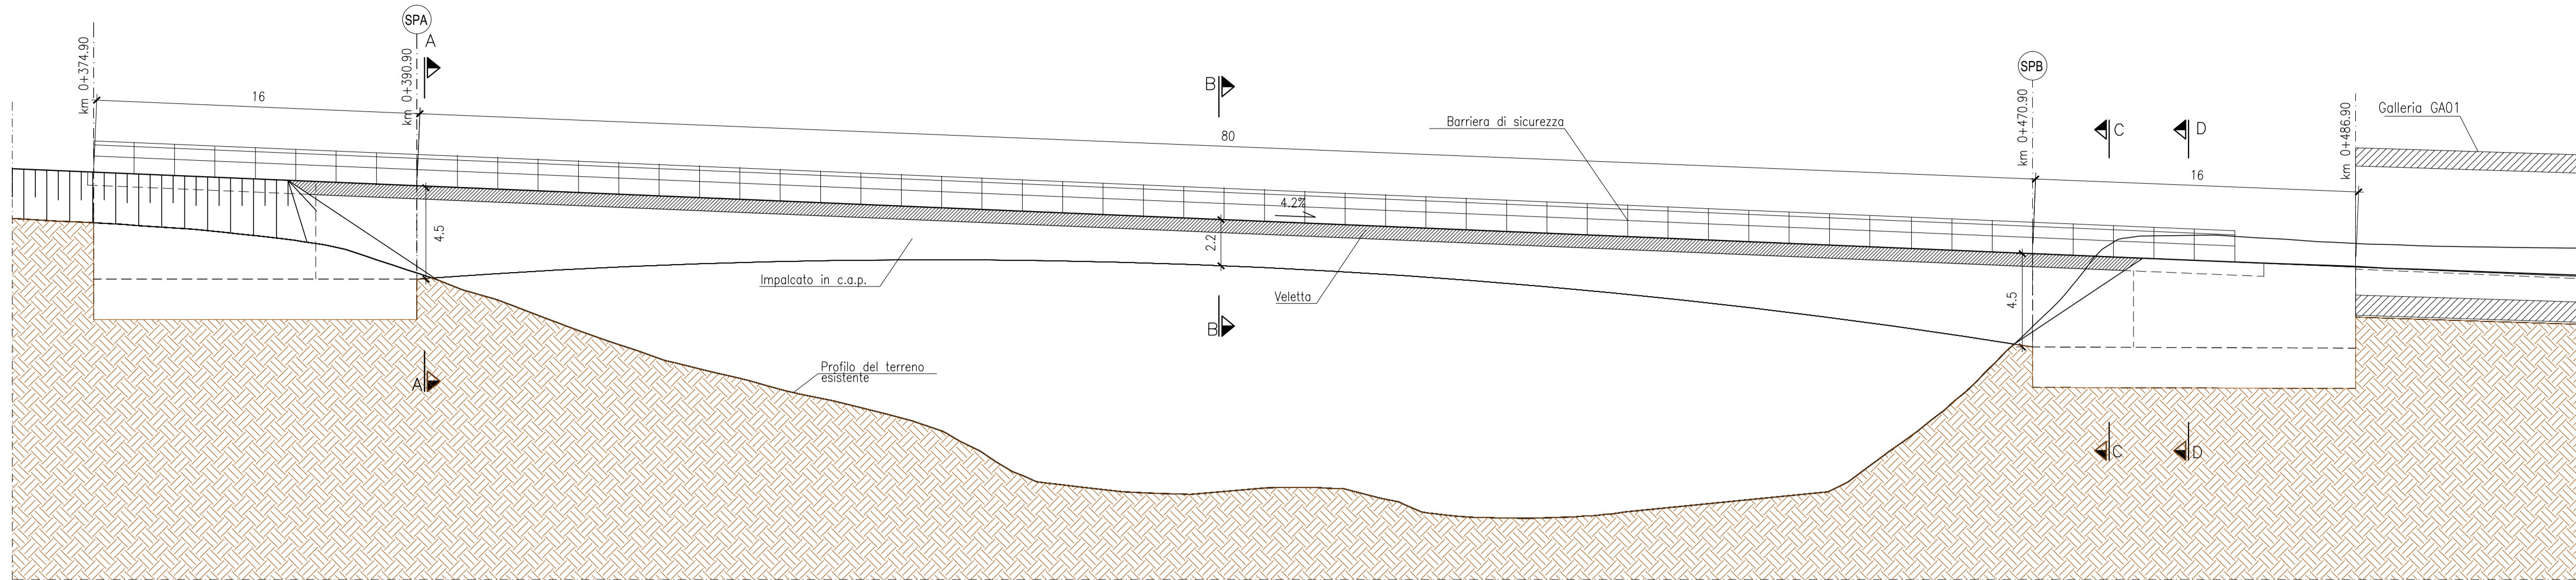 SPA
A
km 0+374.90
km 0+390.90
16
B
80
Barriera di sicurezza
SPB
km 0+470.90
C
D
16
km 0+486.90
Galleria GA01
4.5
4.2%
2.2
Impalcato in c.a.p.
Veletta
4.5
B
Profilo del terreno
esistente
A
C
D